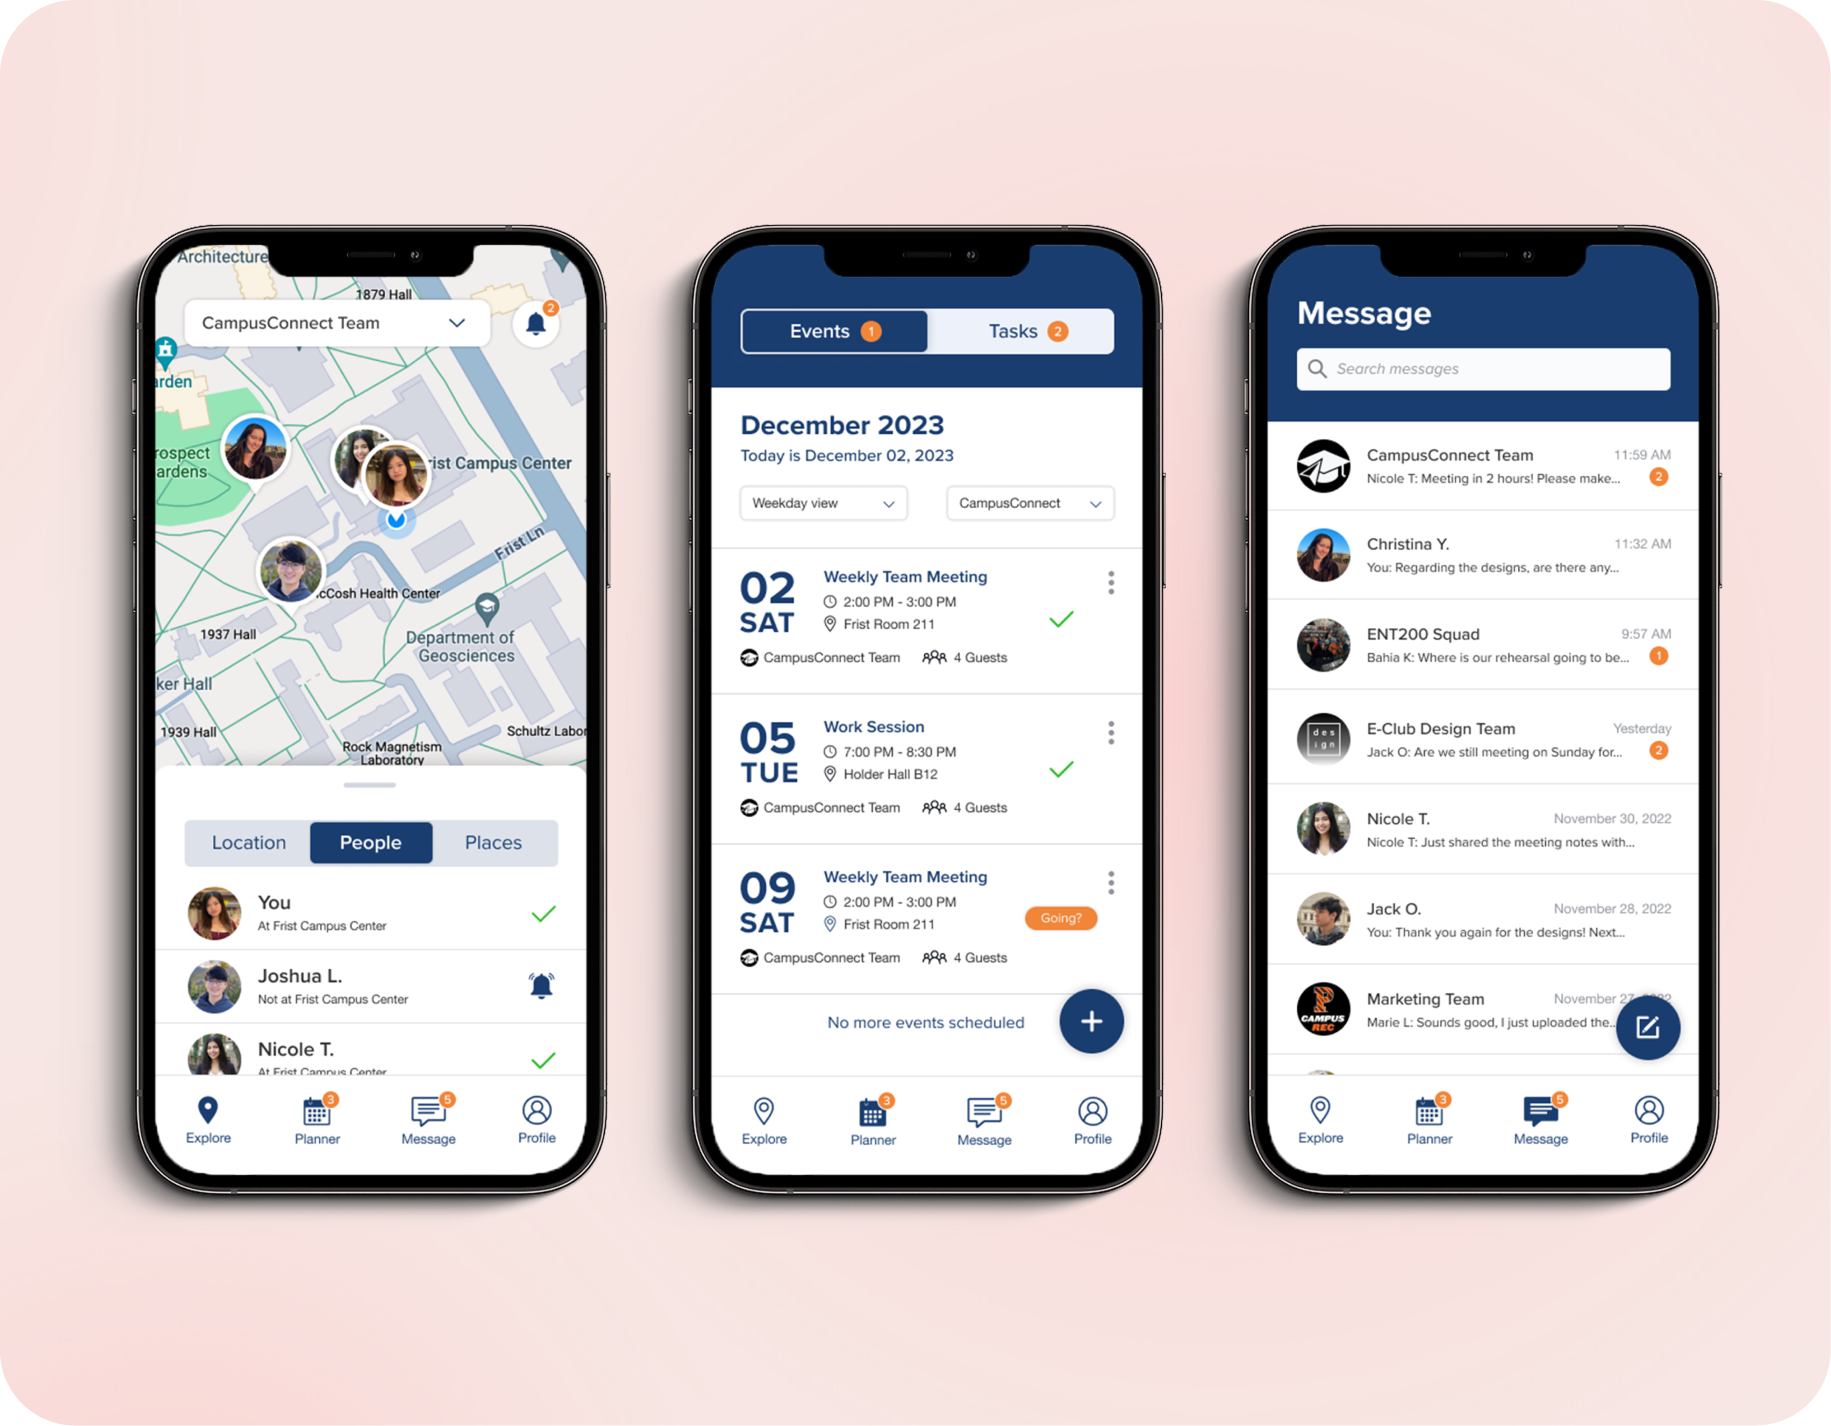 Architecture
1879 Hall
CampusConnect Team
2
arden
rospect
ardens
rist Campus Center
Frist Ln
cCosh Health Center
1937 Hall
Department of
Geosciences
ker Hall
1939 Hall
Schultz Labor
Rock Magnetism
Laboratory
Location
People
Places
You
At Frist Campus Center
Joshua L.
Not at Frist Campus Center
Nicole T.
At Frist Campus Center
3
5
Explore
Planner
Message
Profile
Events 1
Tasks 2
December 2023
Today is December 02, 2023
Weekday view
CampusConnect
02
SAT
Weekly Team Meeting
2:00 PM - 3:00 PM
Frist Room 211
CampusConnect Team
4 Guests
05
TUE
Work Session
7:00 PM - 8:30 PM
Holder Hall B12
CampusConnect Team
4 Guests
09
SAT
Weekly Team Meeting
2:00 PM - 3:00 PM
Frist Room 211
Going?
CampusConnect Team
4 Guests
No more events scheduled
3
5
Explore
Planner
Message
Profile
Message
Search messages
CampusConnect Team
11:59 AM
Nicole T: Meeting in 2 hours! Please make...
2
Christina Y.
11:32 AM
You: Regarding the designs, are there any...
ENT200 Squad
9:57 AM
Bahia K: Where is our rehearsal going to be...
1
des
ign
E-Club Design Team
Yesterday
Jack O: Are we still meeting on Sunday for...
2
Nicole T.
November 30, 2022
Nicole T: Just shared the meeting notes with...
Jack O.
November 28, 2022
You: Thank you again for the designs! Next...
CAMPUS
REC
Marketing Team
November 27, 2022
Marie L: Sounds good, I just uploaded the...
3
5
Explore
Planner
Message
Profile